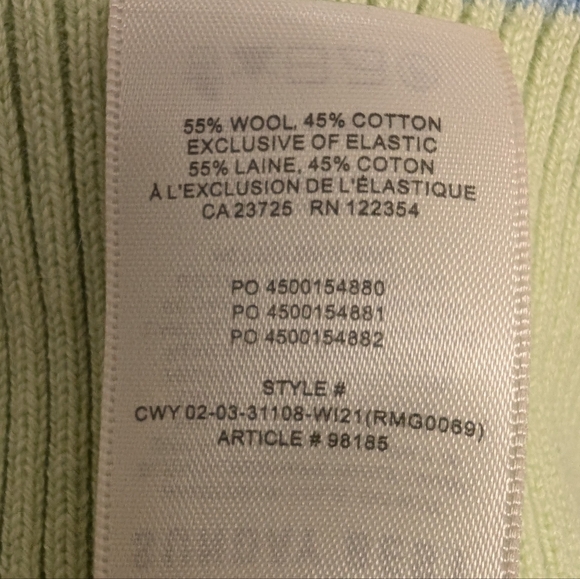 55% WOOL, 45% COTTON
EXCLUSIVE OF ELASTIC
55% LAINE, 45% COTON
À L'EXCLUSION DE L'ÉLASTIQUE
CA 23725 RN 122354
PO 4500154880
PO 4500154881
PO 4500154882
STYLE #
CWY 02-03-31108-WI21(RMG0069)
ARTICLE # 98185